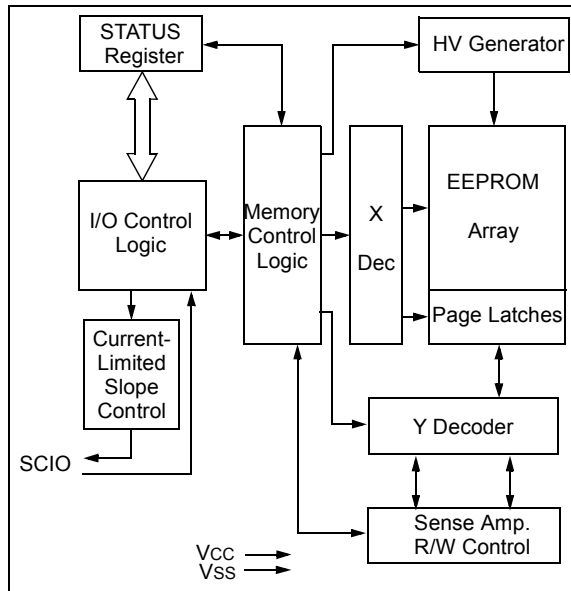 STATUS
Register
HV Generator
I/O Control
Logic
Memory
Control
Logic
X
Dec
EEPROM
Array
Page Latches
Current-
Limited
Slope
Control
Y Decoder
SCIO
Sense Amp.
R/W Control
VCC
VSS